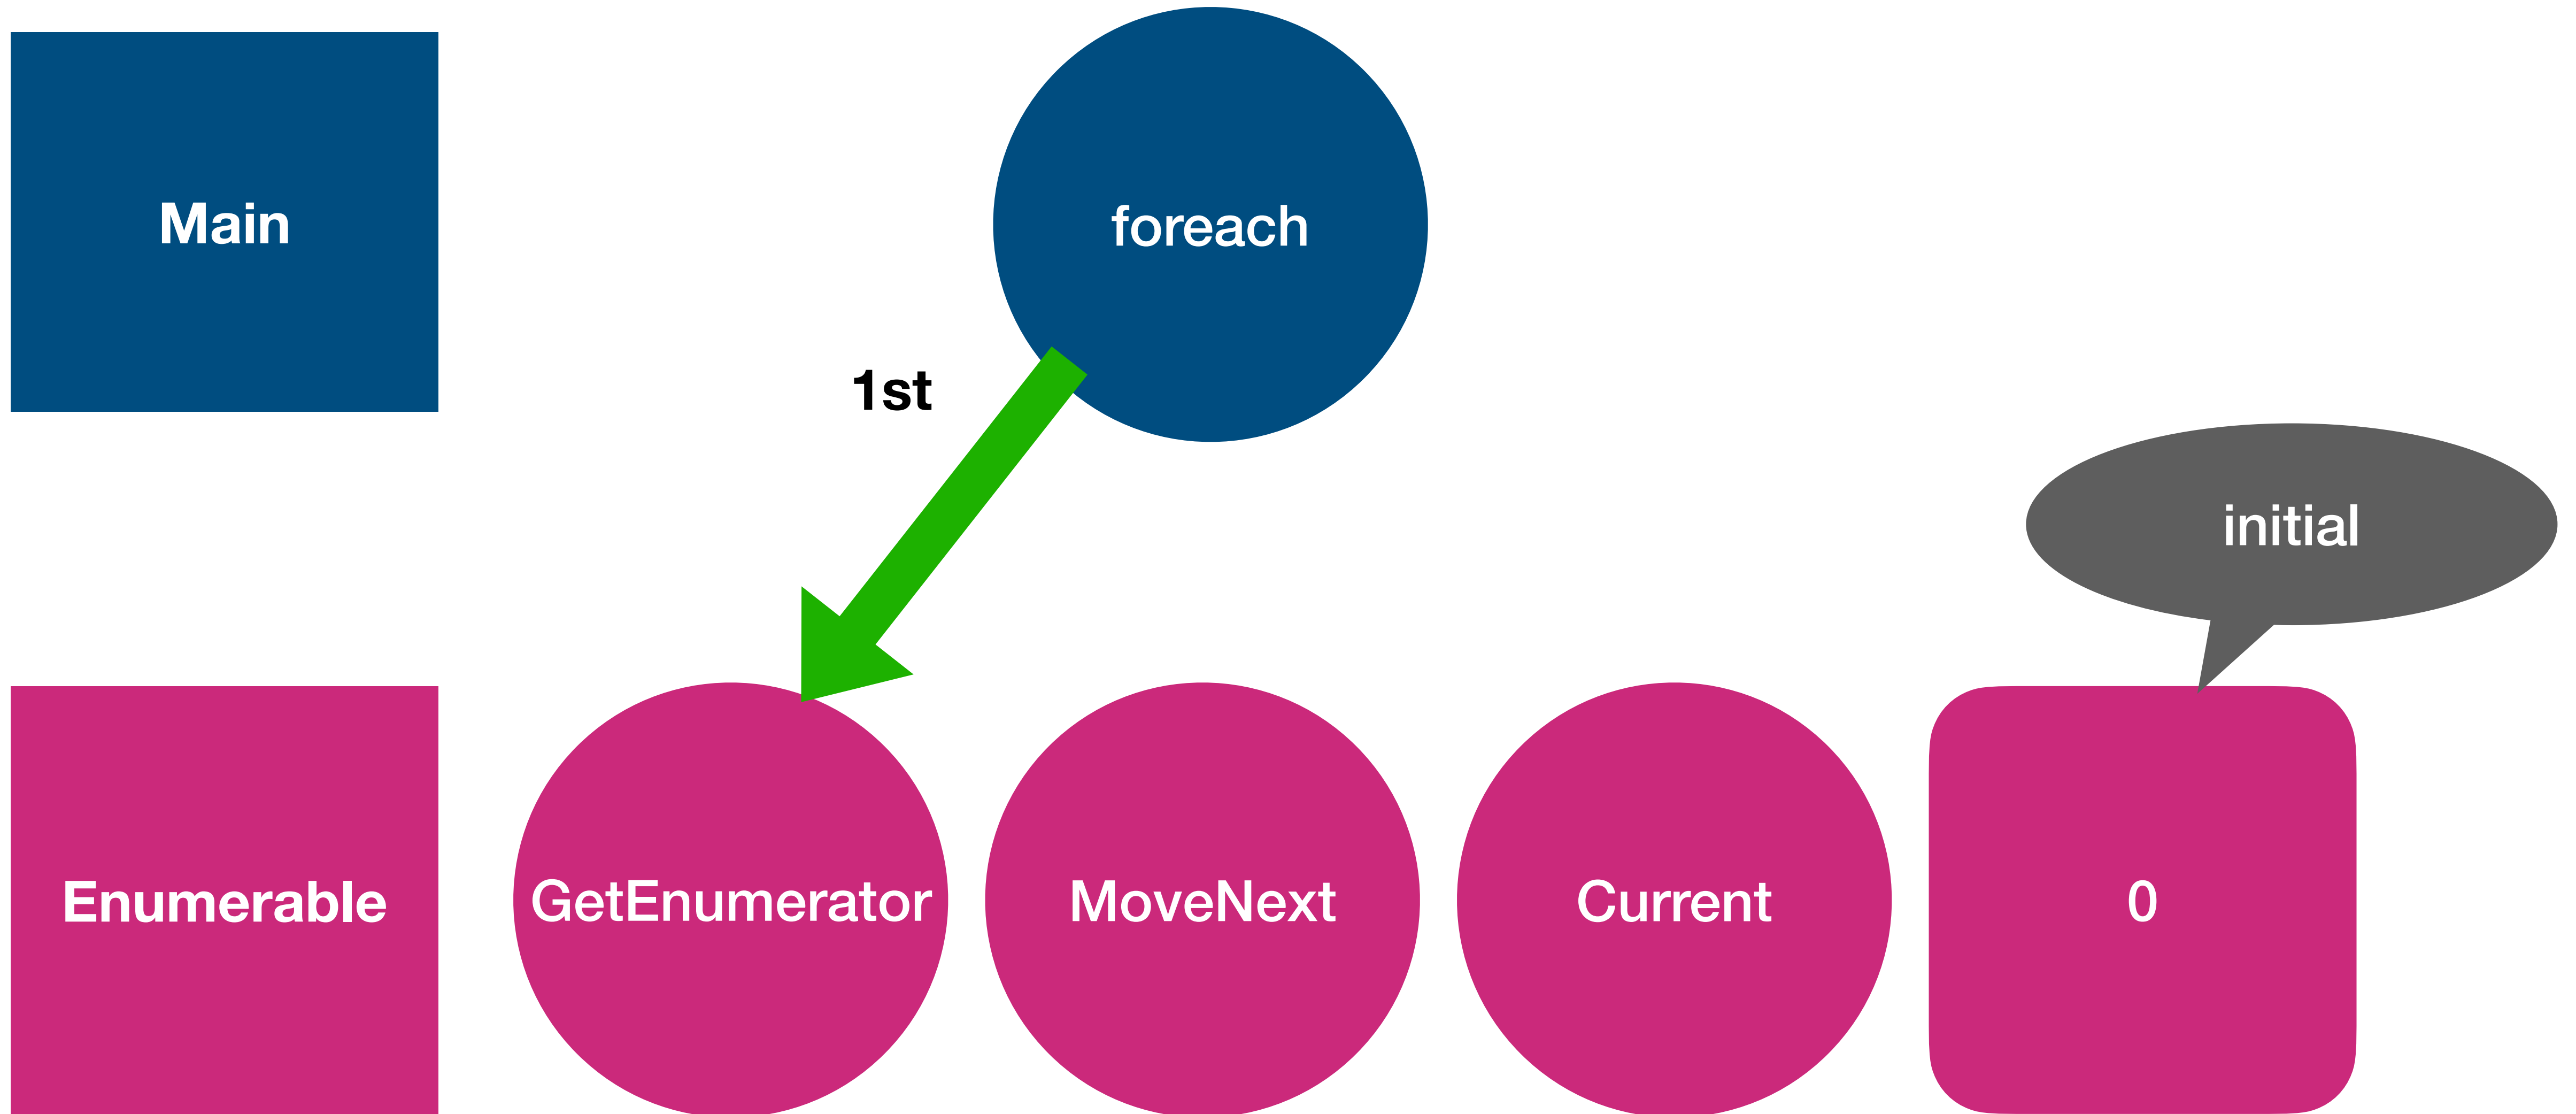 Main
foreach
1st
initial
Enumerable
GetEnumerator
MoveNext
Current
0